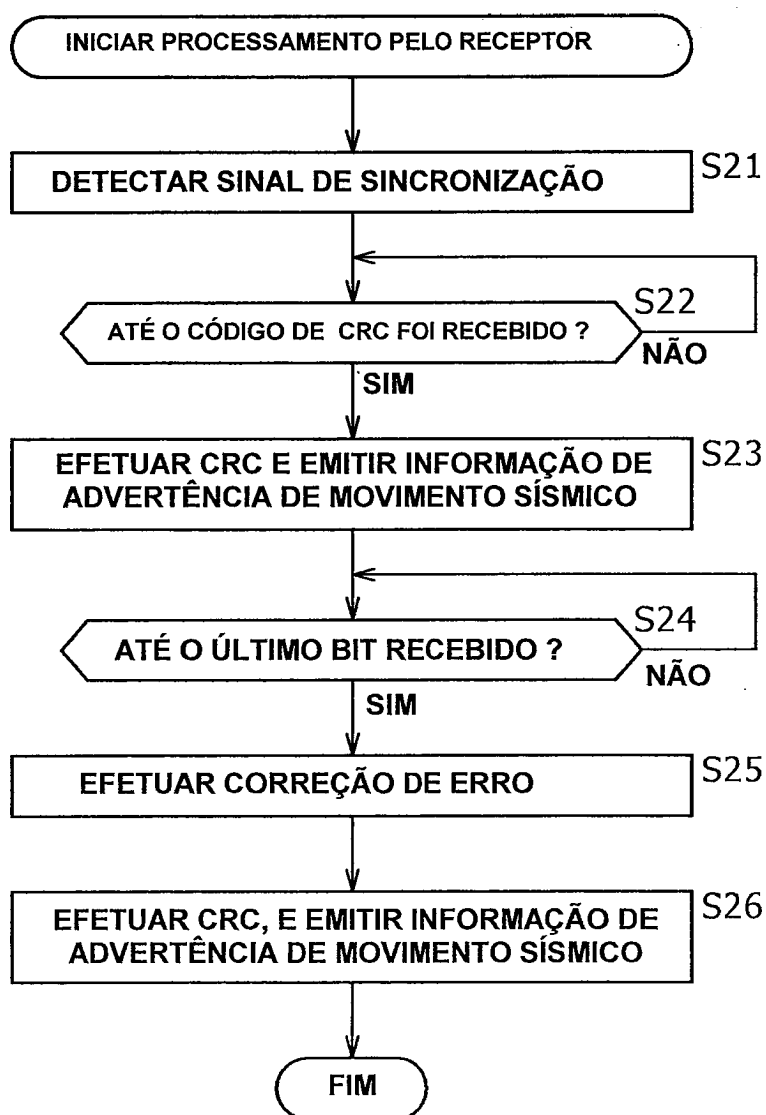 INICIAR PROCESSAMENTO PELO RECEPTOR
DETECTAR SINAL DE SINCRONIZAÇÃO
S21
ATÉ O CÓDIGO DE CRC FOI RECEBIDO ?
S22
NÃO
SIM
EFETUAR CRC E EMITIR INFORMAÇÃO DE
ADVERTÊNCIA DE MOVIMENTO SÍSMICO
S23
ATÉ O ÚLTIMO BIT RECEBIDO ?
S24
NÃO
SIM
EFETUAR CORREÇÃO DE ERRO
S25
EFETUAR CRC, E EMITIR INFORMAÇÃO DE
ADVERTÊNCIA DE MOVIMENTO SÍSMICO
S26
FIM